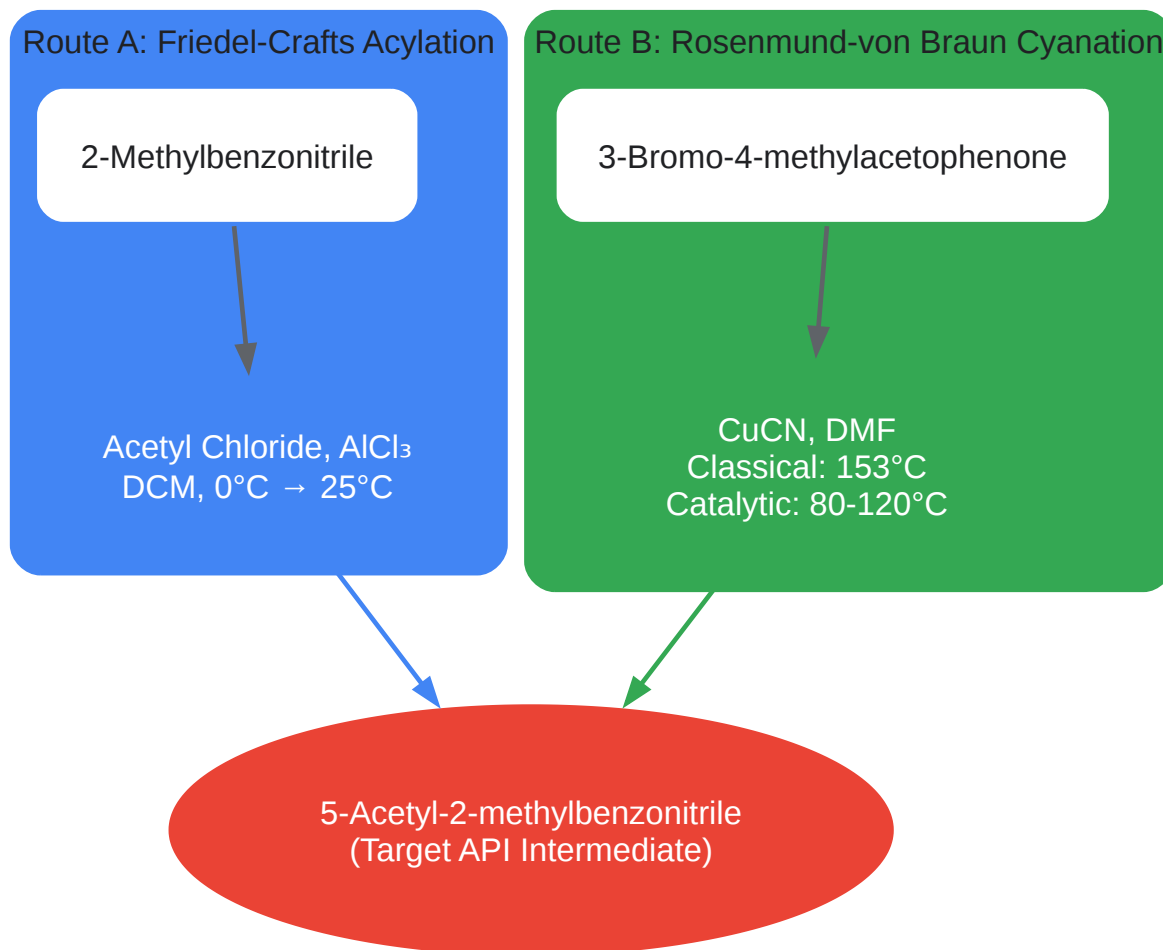 Route A: Friedel-Crafts Acylation
2-Methylbenzonitrile
Acetyl Chloride, AlCl₃
DCM, 0°C → 25°C
Route B: Rosenmund-von Braun Cyanation
3-Bromo-4-methylacetophenone
CuCN, DMF
Classical: 153°C
Catalytic: 80-120°C
5-Acetyl-2-methylbenzonitrile
(Target API Intermediate)